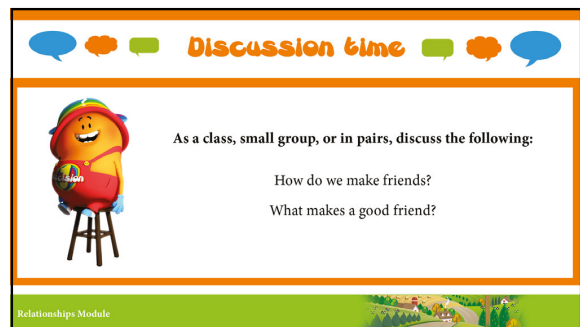 Discussion time
As a class, small group, or in pairs, discuss the following:
How do we make friends?
What makes a good friend?
Relationships Module